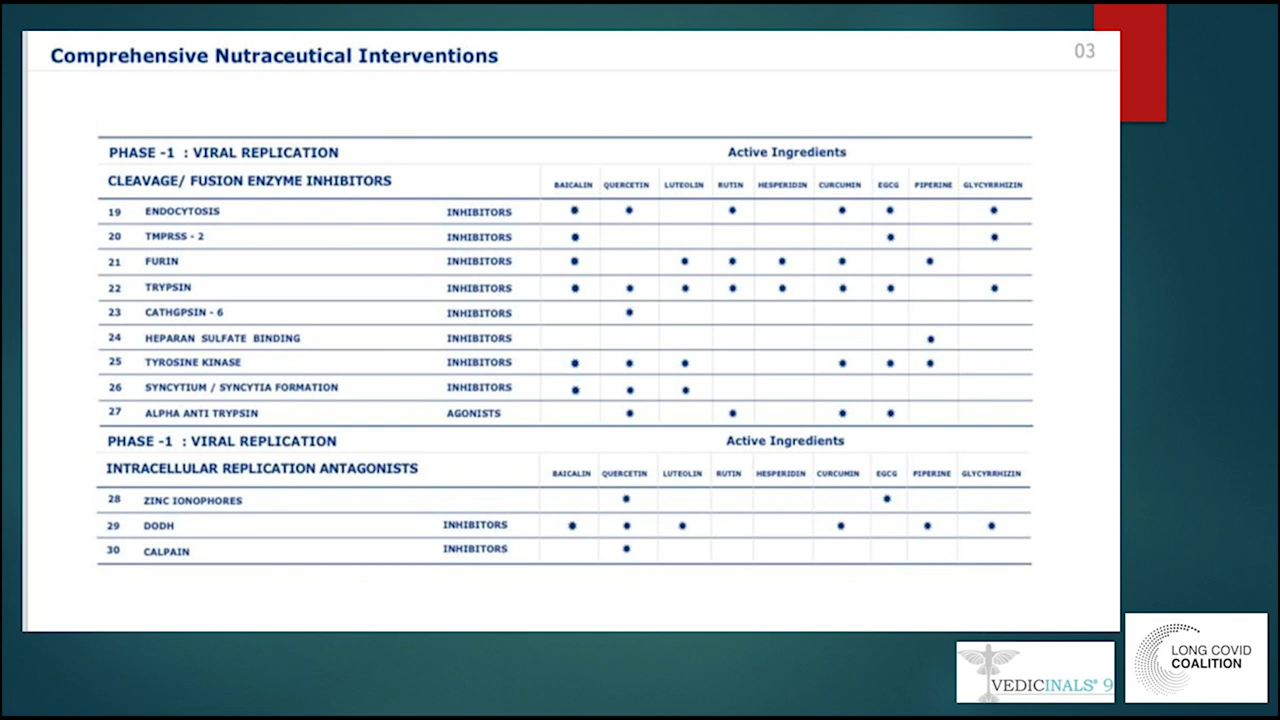 Comprehensive Nutraceutical Interventions
03
PHASE -1 : VIRAL REPLICATION Active Ingredients
CLEAVAGE/ FUSION ENZYME INHIBITORS BAICALIN QUERCETIN LUTEOLIN RUTIN HESPERIDIN CURCUMIN EGCG PIPERINE GLYCYRRHIZIN
19 ENDOCYTOSIS INHIBITORS
20 TMPRSS - 2 INHIBITORS
21 FURIN INHIBITORS
22 TRYPSIN INHIBITORS
23 CATHGPSIN - 6 INHIBITORS
24 HEPARAN SULFATE BINDING INHIBITORS
25 TYROSINE KINASE INHIBITORS
26 SYNCYTIUM / SYNCYTIA FORMATION INHIBITORS
27 ALPHA ANTI TRYPSIN AGONISTS
PHASE -1 : VIRAL REPLICATION Active Ingredients
INTRACELLULAR REPLICATION ANTAGONISTS BAICALIN QUERCETIN LUTEOLIN RUTIN HESPERIDIN CURCUMIN EGCG PIPERINE GLYCYRRHIZIN
28 ZINC IONOPHORES
29 DODH INHIBITORS
30 CALPAIN INHIBITORS
VEDICINALS® 9
LONG COVID
COALITION